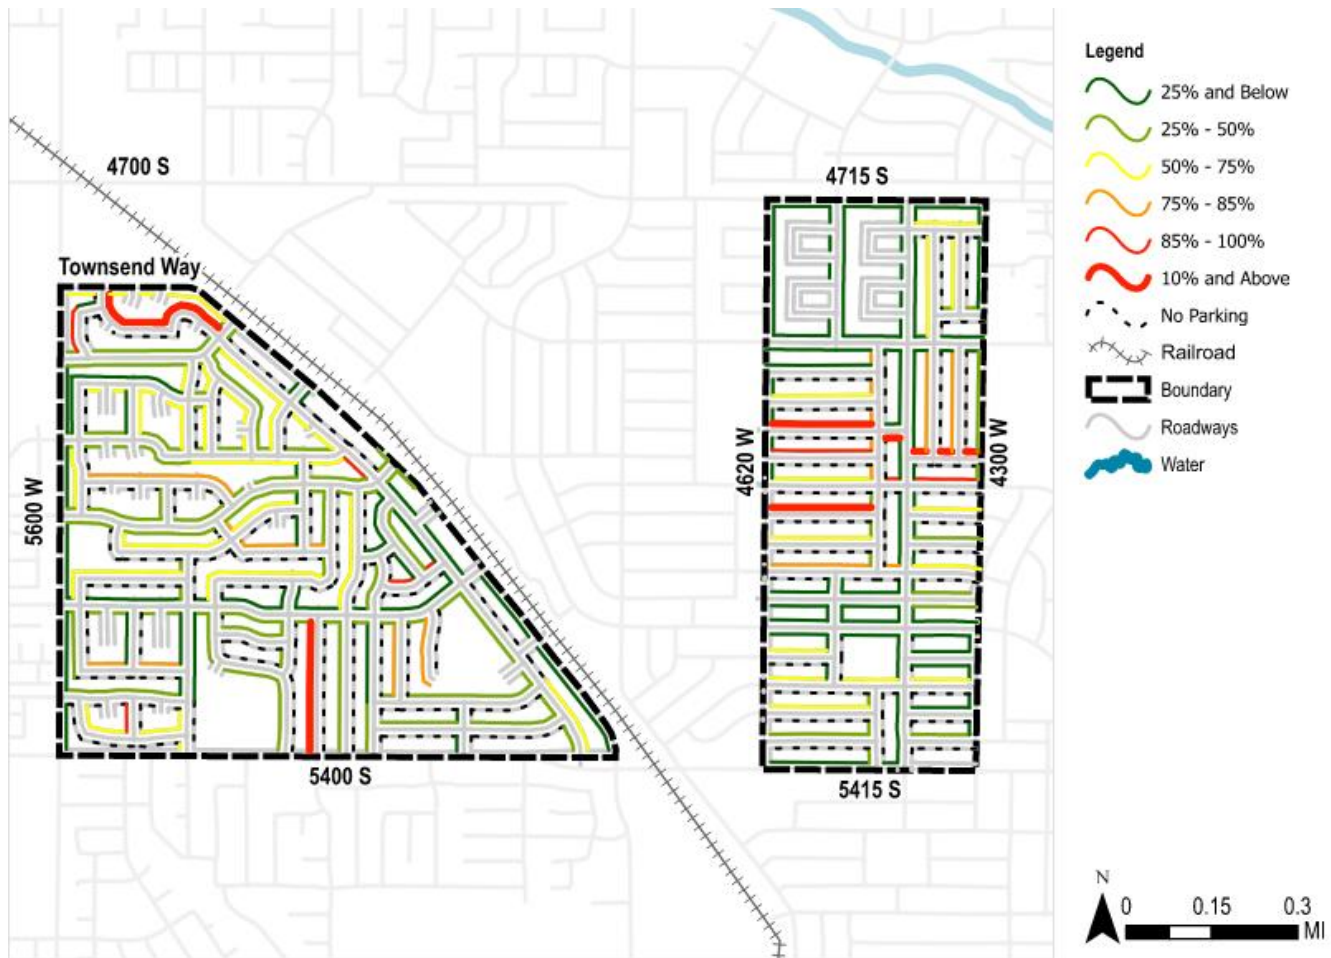 4700 S
4715 S
Townsend Way
5600 W
4620 W
4300 W
5400 S
5415 S
Legend
25% and Below
25% - 50%
50% - 75%
75% - 85%
85% - 100%
10% and Above
No Parking
Railroad
Boundary
Roadways
Water
N
0 0.15 0.3
MI